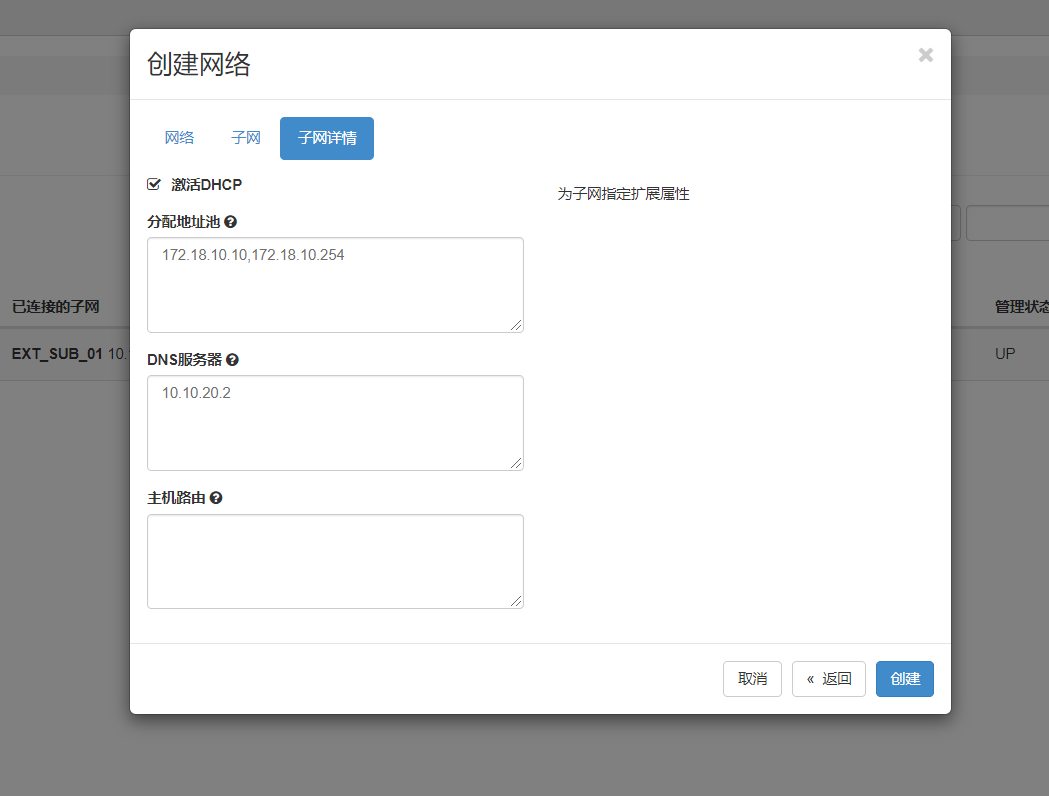 创建网络
×
网络 子网 子网详情
激活DHCP
为子网指定扩展属性
分配地址池
172.18.10.10,172.18.10.254
已连接的子网
管理状态
EXT_SUB_01 10.
UP
DNS服务器
10.10.20.2
主机路由
取消 « 返回 创建